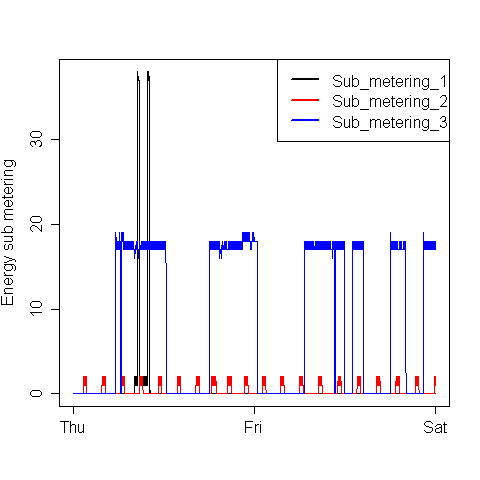 Sub_metering_1
Sub_metering_2
Sub_metering_3
Energy sub metering
30
20
10
0
Thu Fri Sat